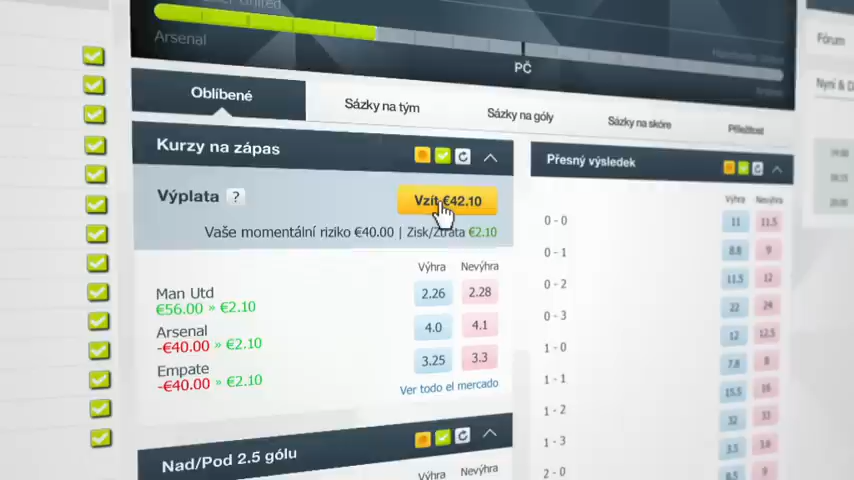 United
Arsenal
PČ
Fórum
Oblíbené
Sázky na tým
Sázky na góly
Sázky na skóre
Příležitost
Nyní & D
Kurzy na zápas
Přesný výsledek
Výplata ?
Vzít €42.10
Vaše momentální riziko €40.00 | Zisk/Ztráta €2.10
Výhra Nevýhra
Man Utd 2.26 2.28
€56.00 » €2.10
Arsenal 4.0 4.1
-€40.00 » €2.10
Empate 3.25 3.3
-€40.00 » €2.10
Ver todo el mercado
Nad/Pod 2.5 gólu
Výhra Nevýhra
Výhra Nevýhra
0 - 0 11 11.5
0 - 1 8.8 9
0 - 2 11.5 12
0 - 3 22 24
1 - 0 12 12.5
1 - 1 7.8 8
1 - 2 15.5 16
1 - 3 32 33
2 - 0 3.5 3.6
8.5 9